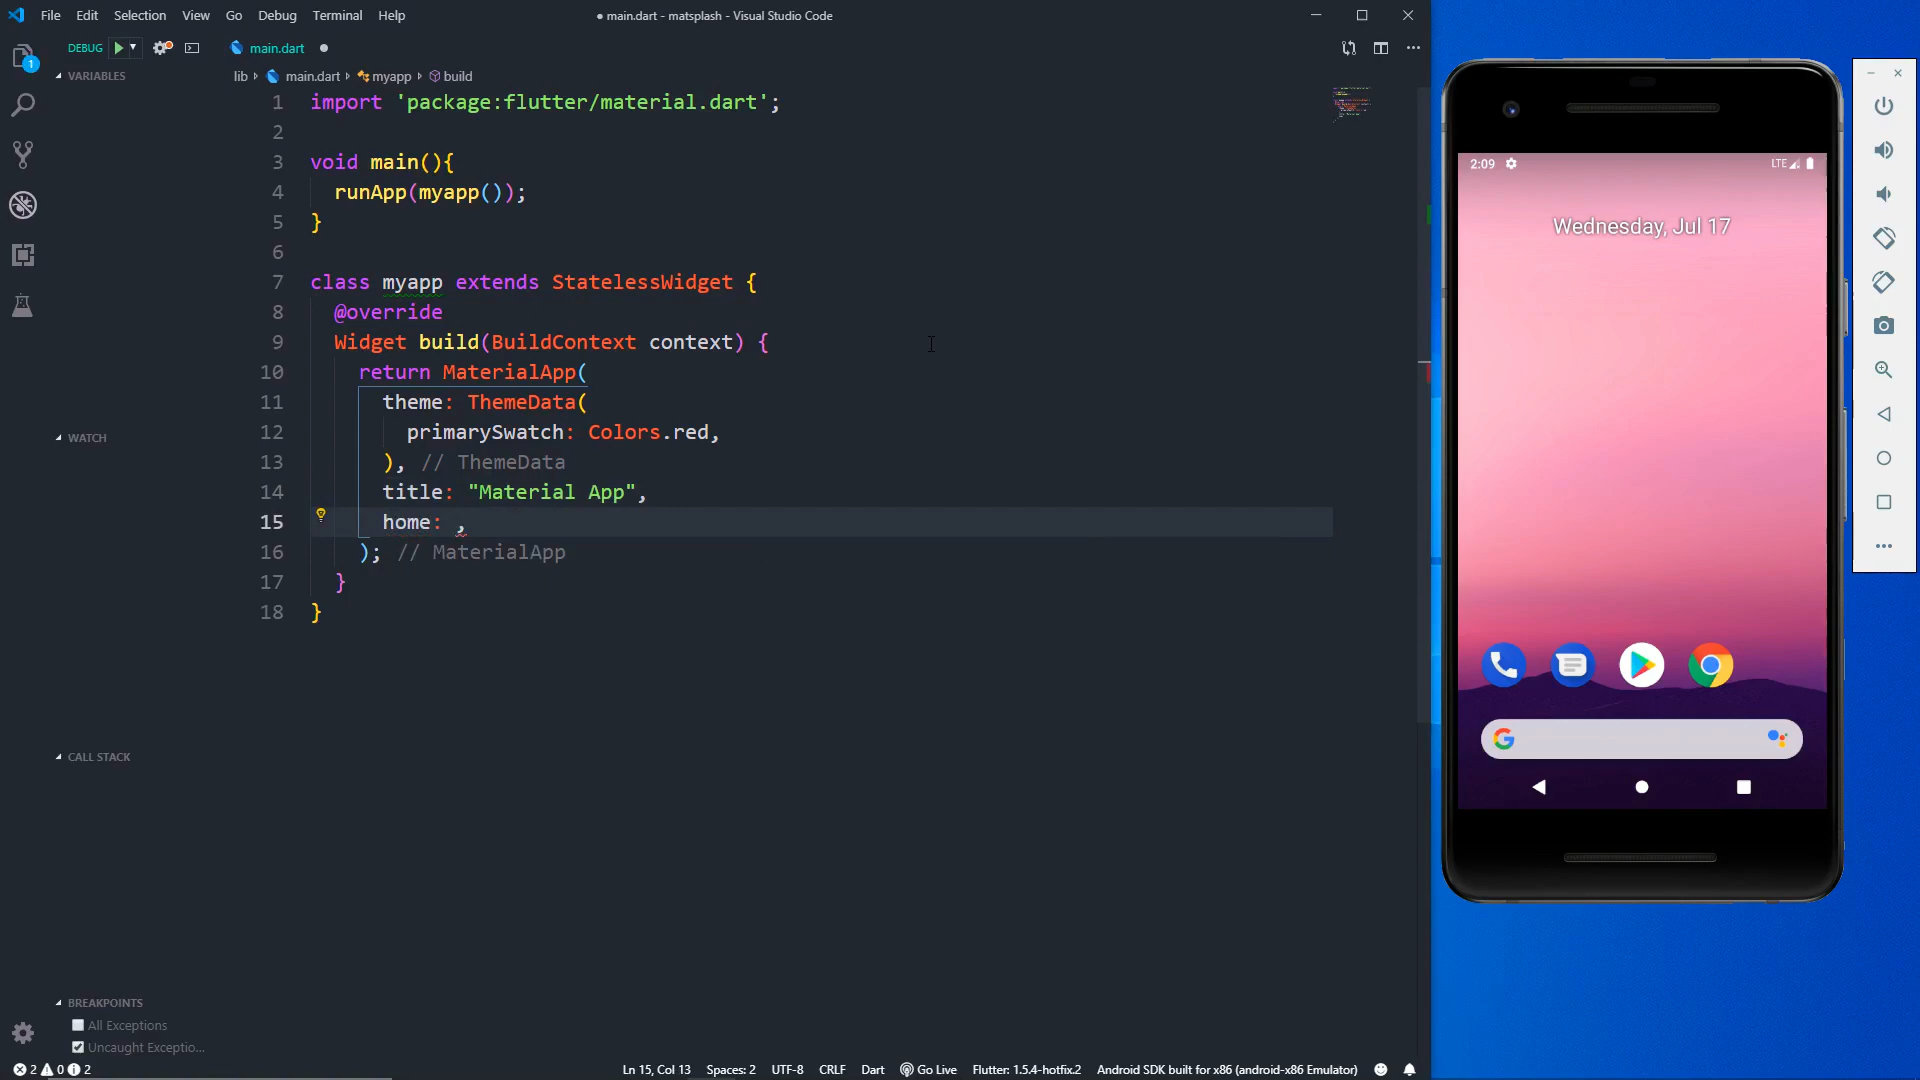 File Edit Selection View Go Debug Terminal Help
● main.dart - matsplash - Visual Studio Code
DEBUG
main.dart
VARIABLES
lib main.dart myapp build
1 import 'package:flutter/material.dart';
2
3 void main(){
4 runApp(myapp());
5 }
6
7 class myapp extends StatelessWidget {
8 @override
9 Widget build(BuildContext context) {
10 return MaterialApp(
11 theme: ThemeData(
12 primarySwatch: Colors.red,
13 ), // ThemeData
14 title: "Material App",
15 home: ,
16 ); // MaterialApp
17 }
18 }
WATCH
CALL STACK
BREAKPOINTS
All Exceptions
Uncaught Exceptio...
1
2 0 2
Ln 15, Col 13 Spaces: 2 UTF-8 CRLF Dart Go Live Flutter: 1.5.4-hotfix.2 Android SDK built for x86 (android-x86 Emulator)
2:09 LTE
Wednesday, Jul 17